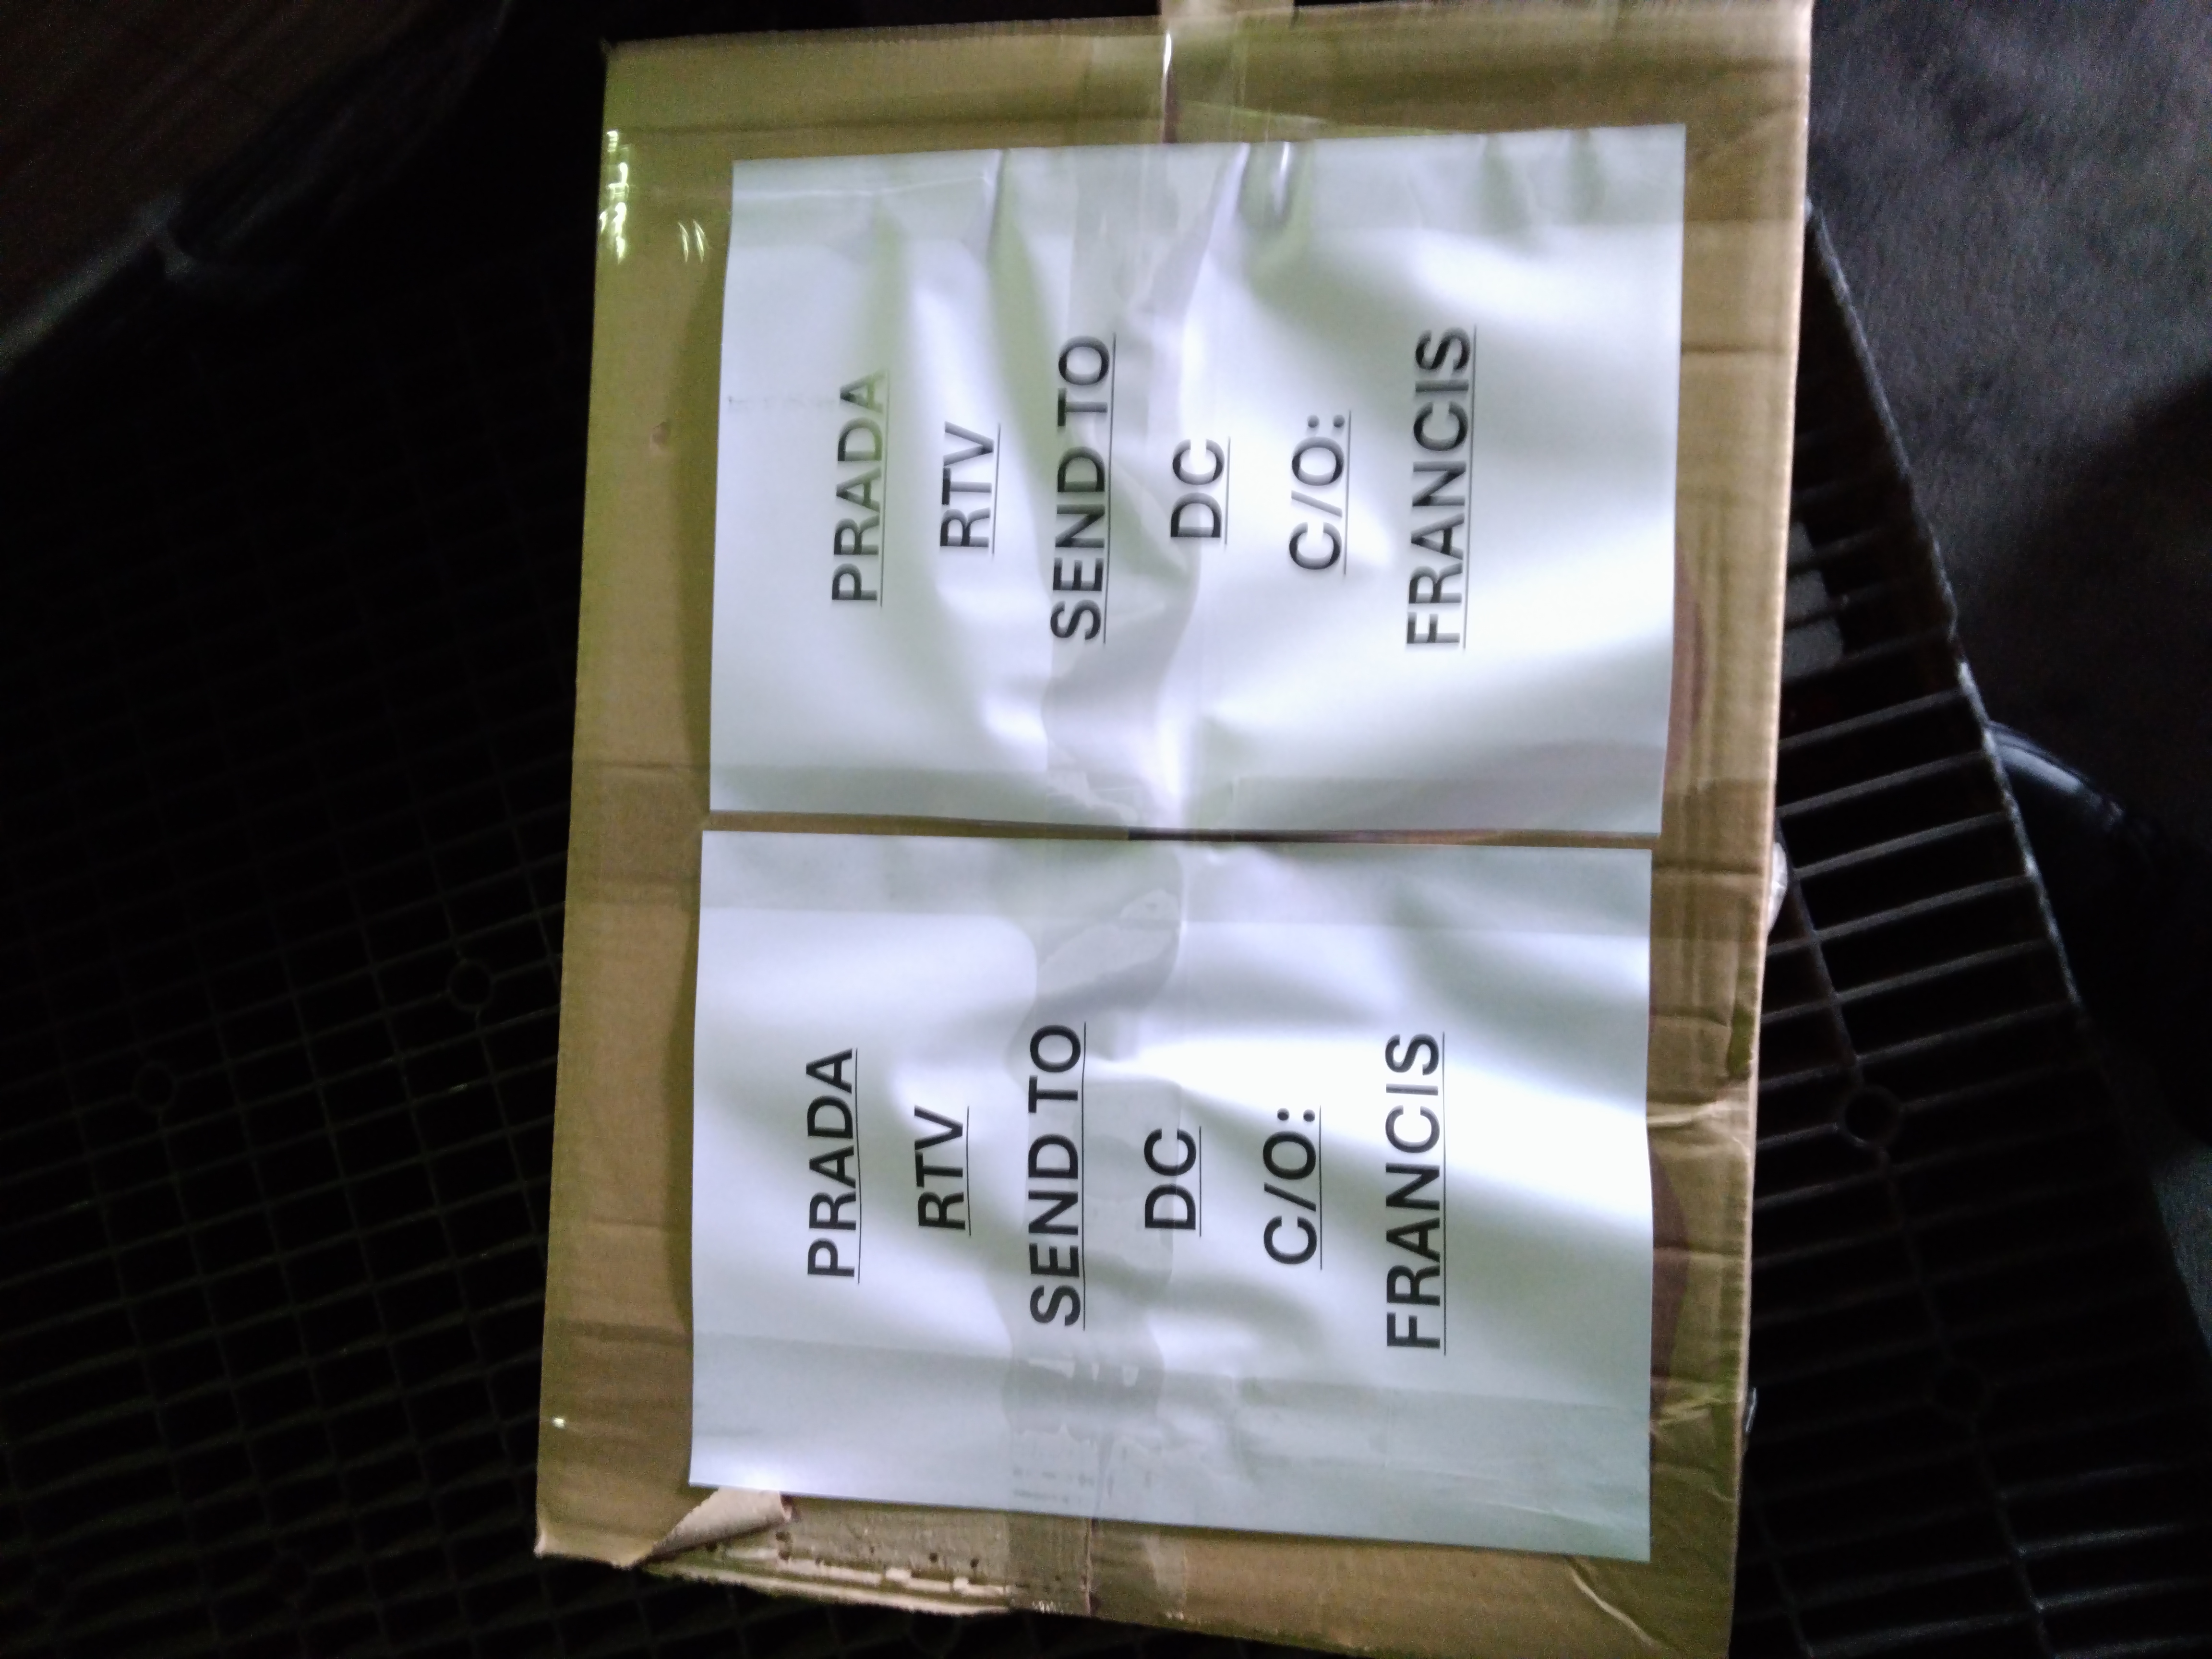 PRADA
RTV
SEND TO
DC
C/O:
FRANCIS
PRADA
RTV
SEND TO
DC
C/O:
FRANCIS